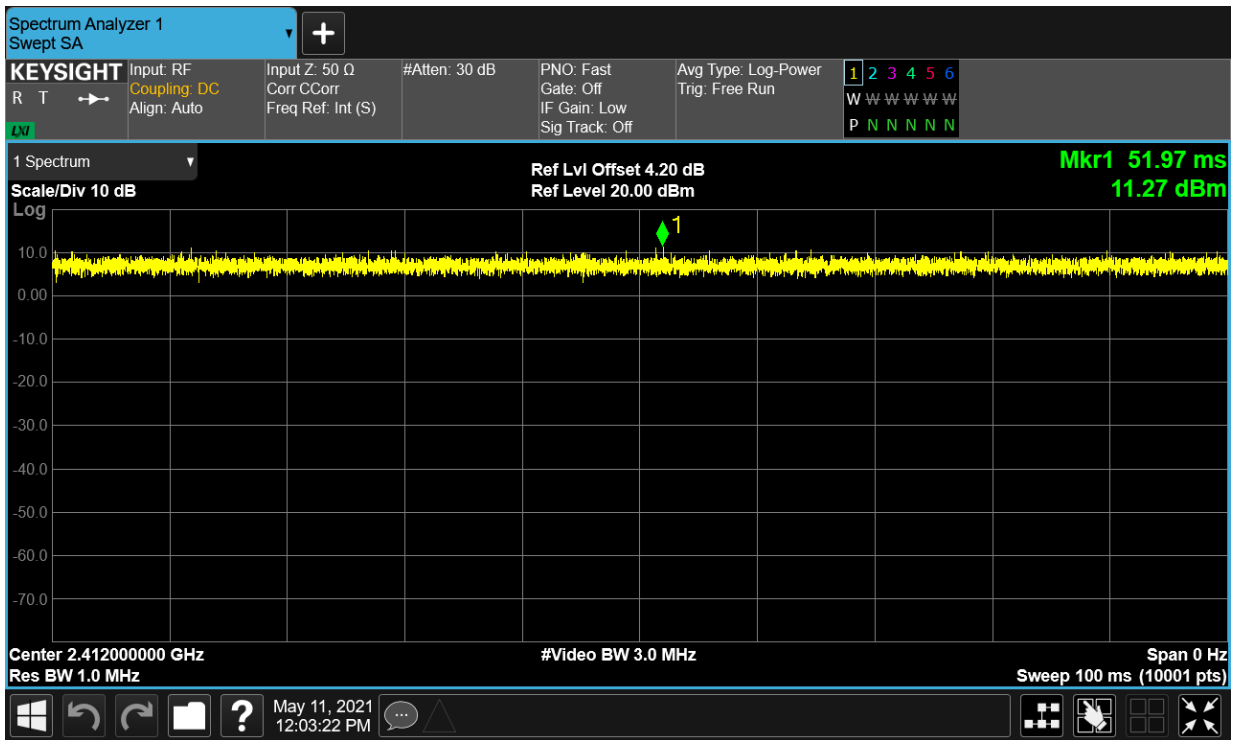 Spectrum Analyzer 1
Swept SA
+
KEYSIGHT
R T
LXI
Input: RF
Coupling: DC
Align: Auto
Input Z: 50 Ω
Corr CCorr
Freq Ref: Int (S)
#Atten: 30 dB
PNO: Fast
Gate: Off
IF Gain: Low
Sig Track: Off
Avg Type: Log-Power
Trig: Free Run
1 2 3 4 5 6
W W W W W W
P N N N N N
1 Spectrum
Scale/Div 10 dB
Log
Ref Lvl Offset 4.20 dB
Ref Level 20.00 dBm
Mkr1 51.97 ms
11.27 dBm
1
10.0
0.00
-10.0
-20.0
-30.0
-40.0
-50.0
-60.0
-70.0
Center 2.412000000 GHz
Res BW 1.0 MHz
#Video BW 3.0 MHz
Span 0 Hz
Sweep 100 ms (10001 pts)
?
May 11, 2021
12:03:22 PM